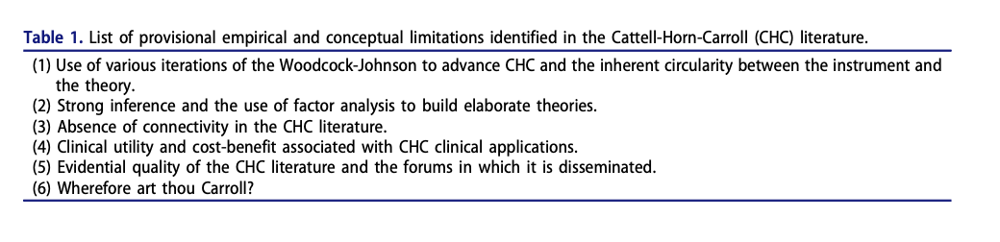 Table 1. List of provisional empirical and conceptual limitations identified in the Cattell-Horn-Carroll (CHC) literature.
(1) Use of various iterations of the Woodcock-Johnson to advance CHC and the inherent circularity between the instrument and
the theory.
(2) Strong inference and the use of factor analysis to build elaborate theories.
(3) Absence of connectivity in the CHC literature.
(4) Clinical utility and cost-benefit associated with CHC clinical applications.
(5) Evidential quality of the CHC literature and the forums in which it is disseminated.
(6) Wherefore art thou Carroll?